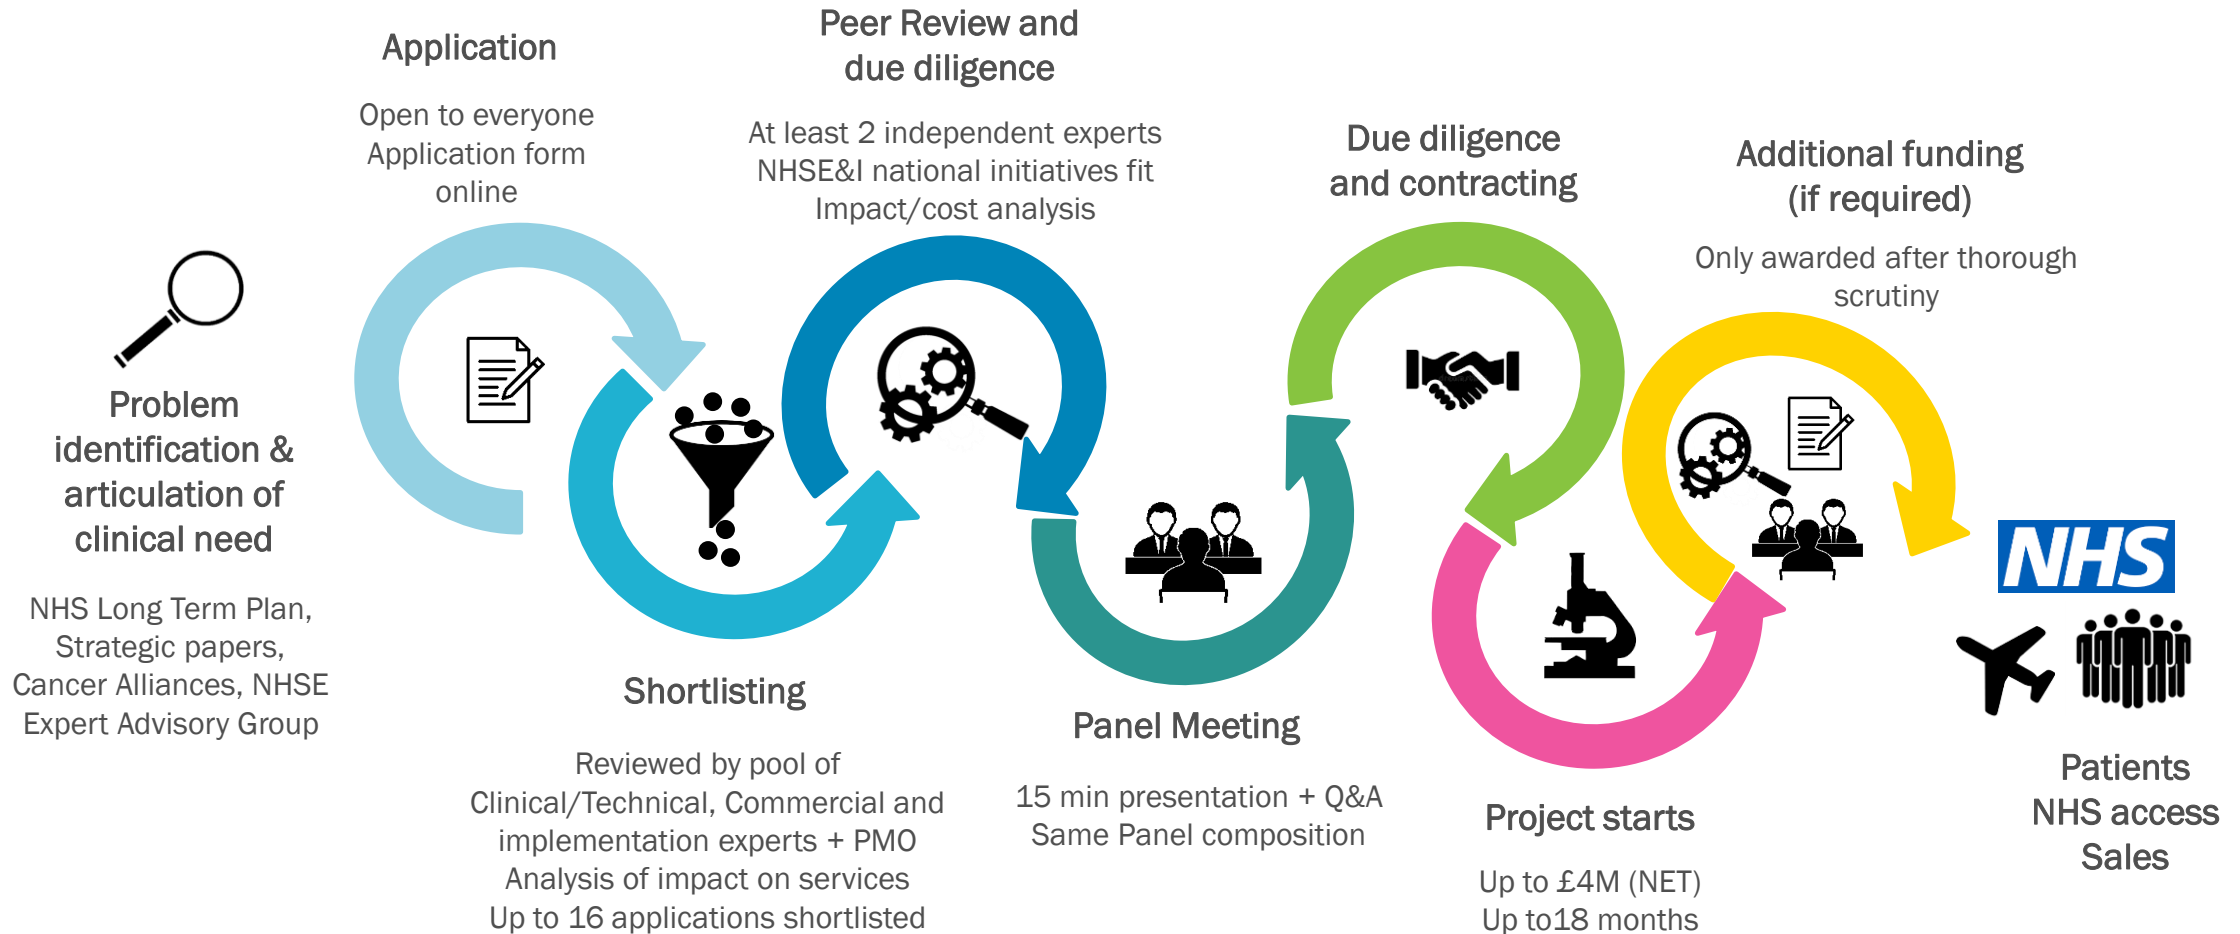 Problem
identification &
articulation of
clinical need
NHS Long Term Plan,
Strategic papers,
Cancer Alliances, NHSE
Expert Advisory Group
Application
Open to everyone
Application form
online
Shortlisting
Reviewed by pool of
Clinical/Technical, Commercial and
implementation experts + PMO
Analysis of impact on services
Up to 16 applications shortlisted
Peer Review and
due diligence
At least 2 independent experts
NHSE&I national initiatives fit
Impact/cost analysis
Panel Meeting
15 min presentation + Q&A
Same Panel composition
Due diligence
and contracting
Project starts
Up to £4M (NET)
Up to18 months
Additional funding
(if required)
Only awarded after thorough
scrutiny
NHS
Patients
NHS access
Sales